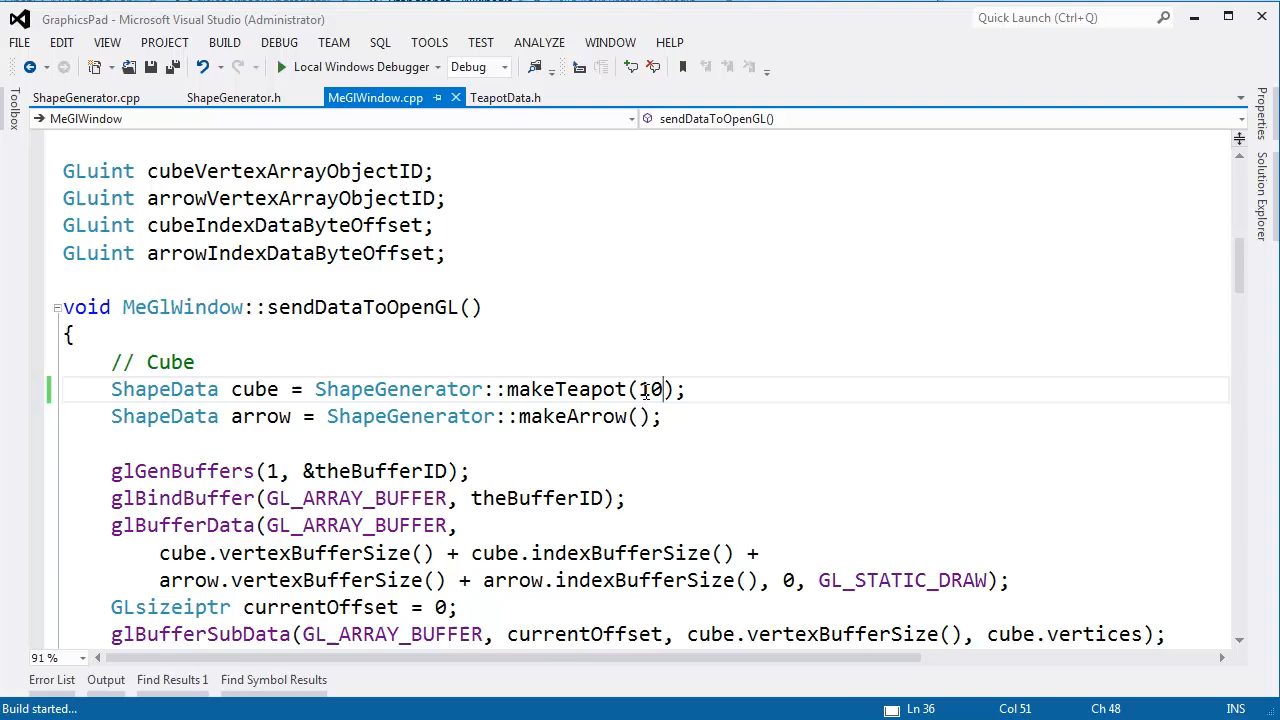 GraphicsPad - Microsoft Visual Studio (Administrator)
Quick Launch (Ctrl+Q)
FILE EDIT VIEW PROJECT BUILD DEBUG TEAM SQL TOOLS TEST ANALYZE WINDOW HELP
Local Windows Debugger Debug
ShapeGenerator.cpp ShapeGenerator.h MeGlWindow.cpp TeapotData.h
MeGlWindow sendDataToOpenGL()
Toolbox
Properties
Solution Explorer
GLuint cubeVertexArrayObjectID;
GLuint arrowVertexArrayObjectID;
GLuint cubeIndexDataByteOffset;
GLuint arrowIndexDataByteOffset;
void MeGlWindow::sendDataToOpenGL()
{
// Cube
ShapeData cube = ShapeGenerator::makeTeapot(10);
ShapeData arrow = ShapeGenerator::makeArrow();
glGenBuffers(1, &theBufferID);
glBindBuffer(GL_ARRAY_BUFFER, theBufferID);
glBufferData(GL_ARRAY_BUFFER,
cube.vertexBufferSize() + cube.indexBufferSize() +
arrow.vertexBufferSize() + arrow.indexBufferSize(), 0, GL_STATIC_DRAW);
GLsizeiptr currentOffset = 0;
glBufferSubData(GL_ARRAY_BUFFER, currentOffset, cube.vertexBufferSize(), cube.vertices);
91 %
Error List Output Find Results 1 Find Symbol Results
Build started... Ln 36 Col 51 Ch 48 INS